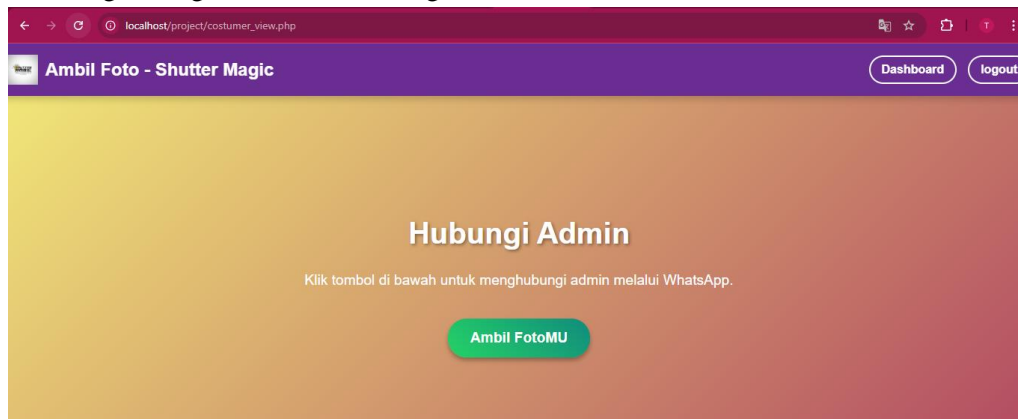 localhost/project/costumer_view.php
Ambil Foto - Shutter Magic
Dashboard
logout
Hubungi Admin
Klik tombol di bawah untuk menghubungi admin melalui WhatsApp.
Ambil FotoMU